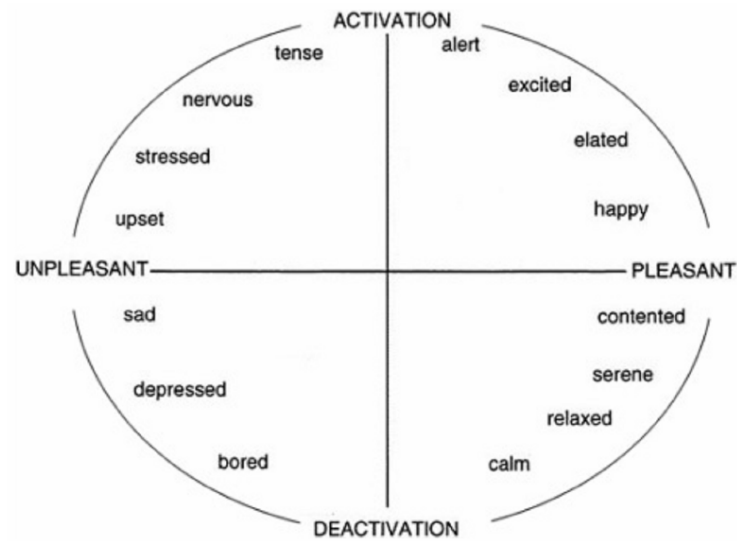 ACTIVATION
tense
alert
excited
nervous
elated
stressed
happy
upset
UNPLEASANT
PLEASANT
sad
contented
serene
depressed
relaxed
bored
calm
DEACTIVATION